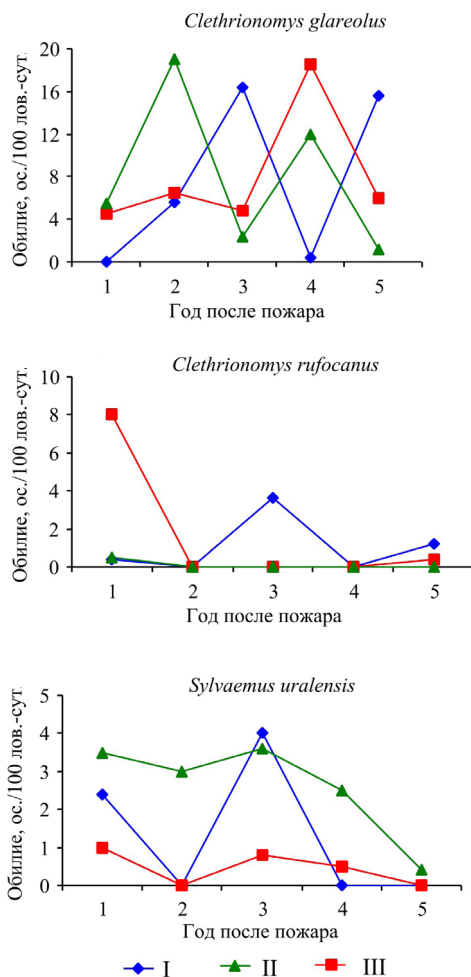 Clethrionomys glareolus
Обилие, ос./100 лов.-сут.
20
16
12
8
4
0
1 2 3 4 5
Год после пожара
Clethrionomys rufocanus
Обилие, ос./100 лов.-сут.
10
8
6
4
2
0
1 2 3 4 5
Год после пожара
Sylvaemus uralensis
Обилие, ос./100 лов.-сут.
5
4
3
2
1
0
1 2 3 4 5
Год после пожара
I II III